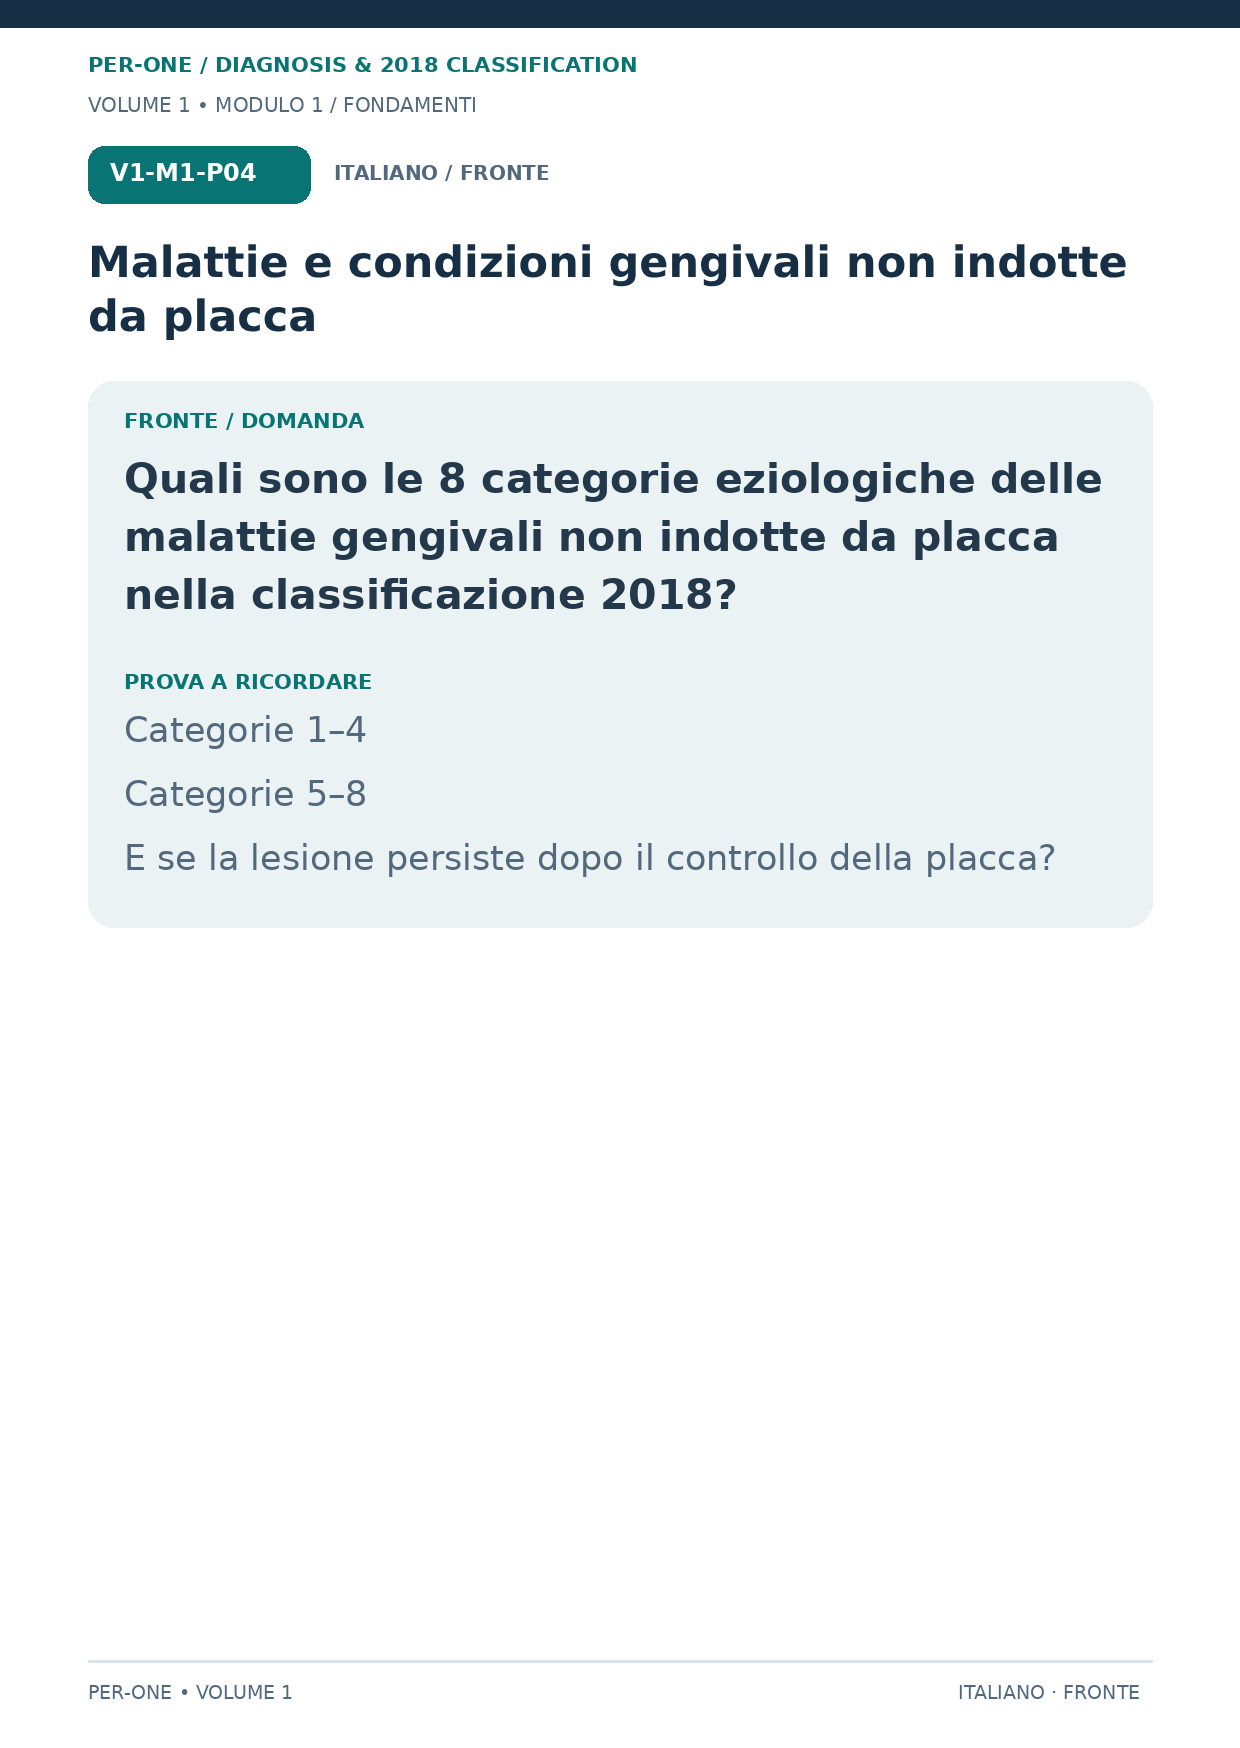 PER-ONE / DIAGNOSIS & 2018 CLASSIFICATION
VOLUME 1 • MODULO 1 / FONDAMENTI
V1-M1-P04
ITALIANO / FRONTE
Malattie e condizioni gengivali non indotte
da placca
FRONTE / DOMANDA
Quali sono le 8 categorie eziologiche delle
malattie gengivali non indotte da placca
nella classificazione 2018?
PROVA A RICORDARE
Categorie 1–4
Categorie 5–8
E se la lesione persiste dopo il controllo della placca?
PER-ONE • VOLUME 1
ITALIANO · FRONTE